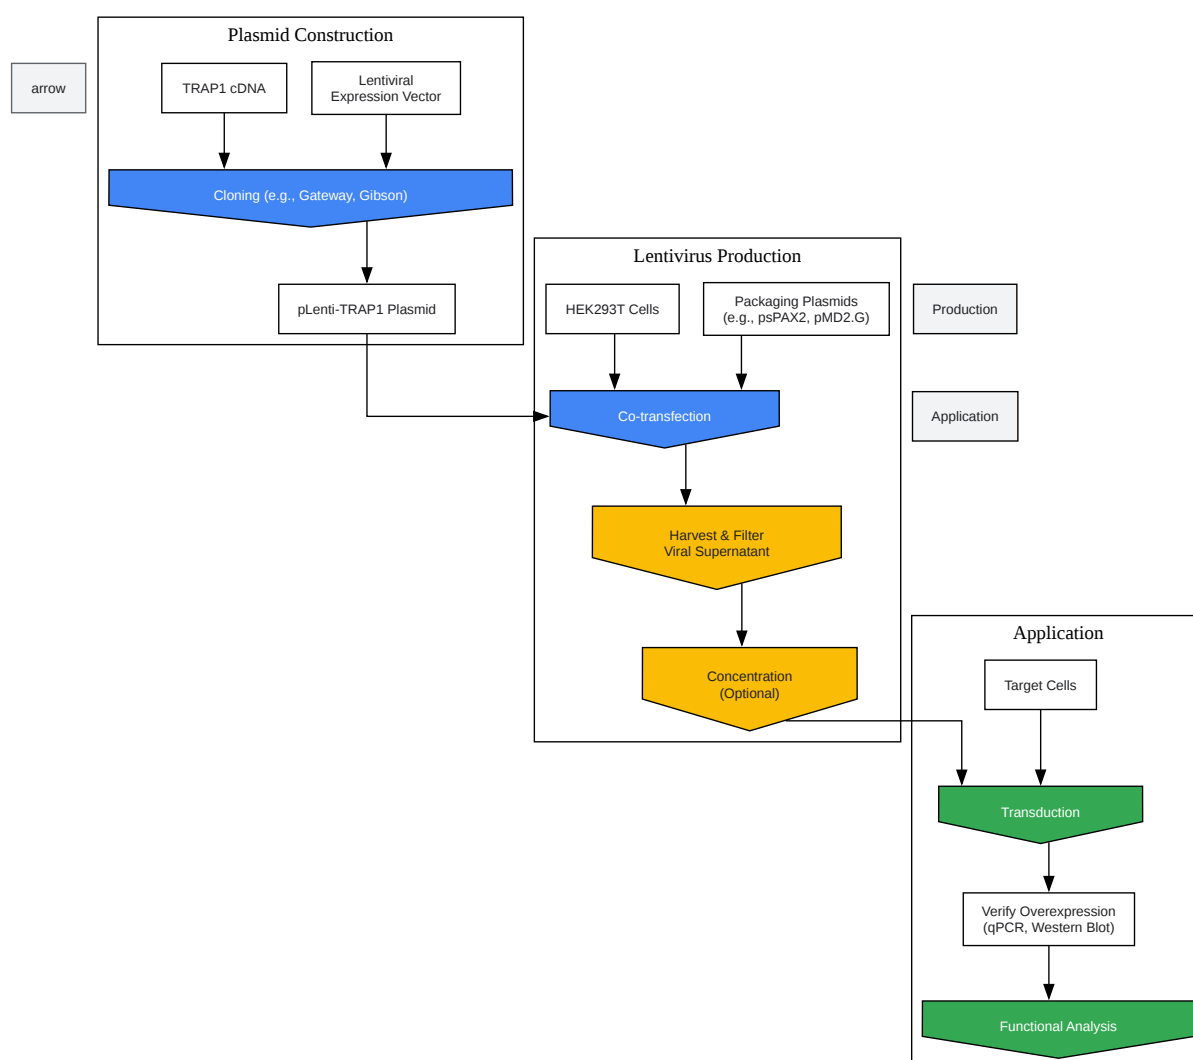 Plasmid Construction
arrow
TRAP1 cDNA
Lentiviral
Expression Vector
Cloning (e.g., Gateway, Gibson)
pLenti-TRAP1 Plasmid
Lentivirus Production
HEK293T Cells
Packaging Plasmids
(e.g., psPAX2, pMD2.G)
Production
Co-transfection
Application
Harvest & Filter
Viral Supernatant
Concentration
(Optional)
Application
Target Cells
Transduction
Verify Overexpression
(qPCR, Western Blot)
Functional Analysis